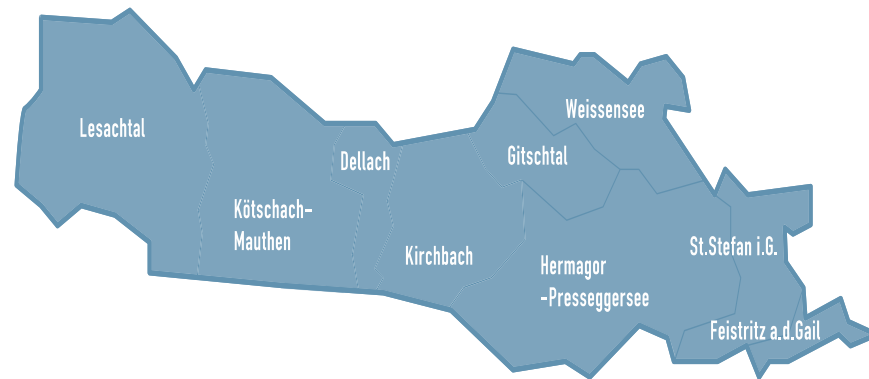 Weissensee
Lesachtal
Gitschtal
Dellach
Kötschach-
Mauthen
St.Stefan i.G.
Kirchbach
Hermagor
-Presseggersee
Feistritz a.d.Gail